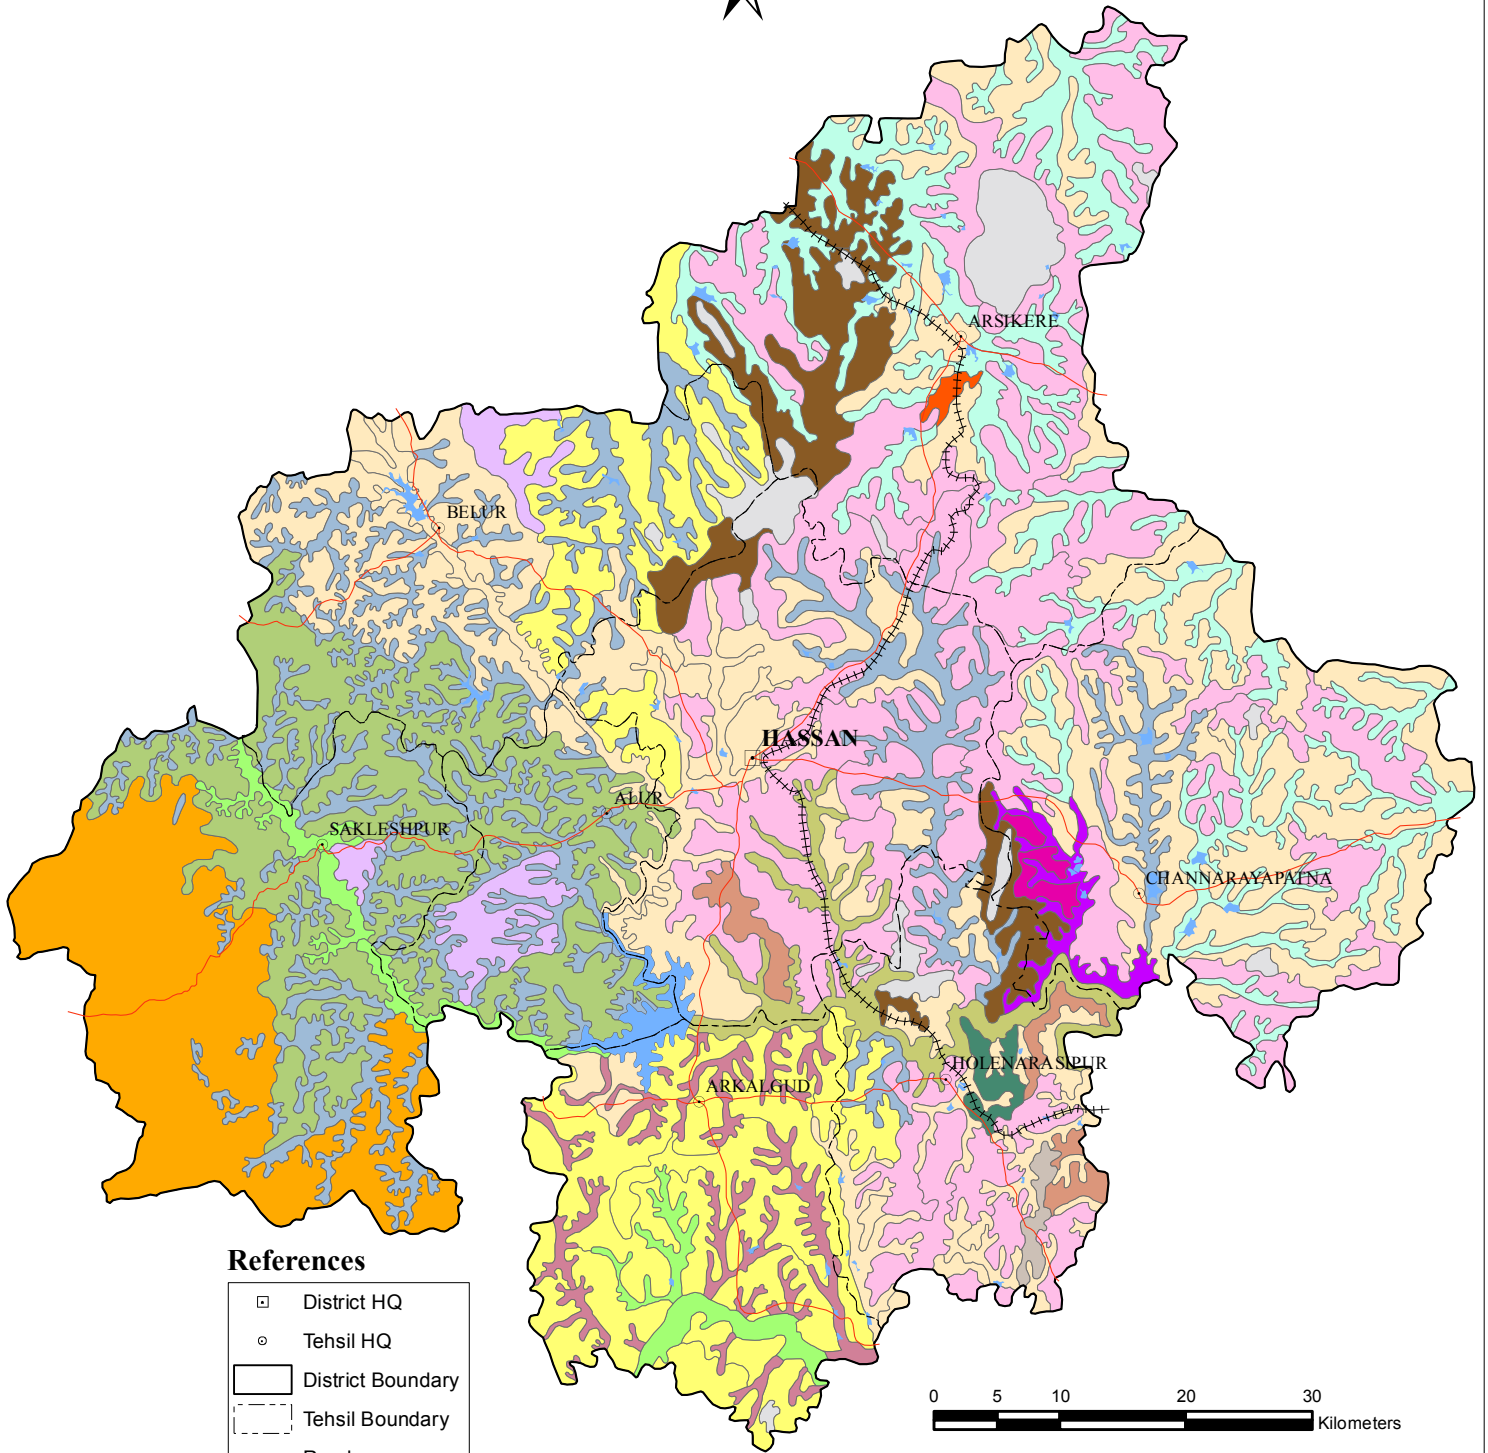 ARSIKERE
BELUR
HASSAN
ALUR
SAKLESHPUR
CHANNARAYAPATNA
HOLENARASIPUR
ARKALGUD
References
District HQ
Tehsil HQ
District Boundary
Tehsil Boundary
0 5 10 20 30
Kilometers